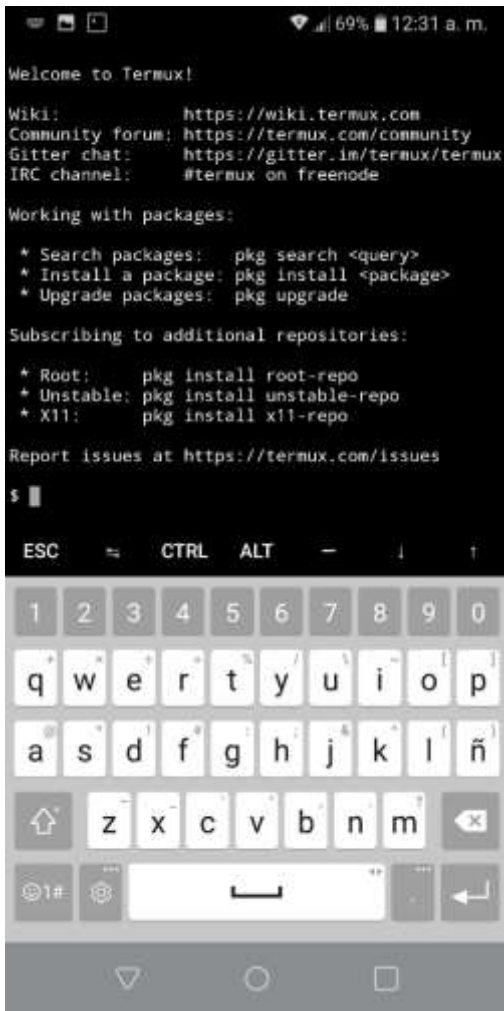 69% 12:31 a. m.
Welcome to Termux!
Wiki: https://wiki.termux.com
Community forum: https://termux.com/community
Gitter chat: https://gitter.im/termux/termux
IRC channel: #termux on freenode
Working with packages:
* Search packages: pkg search <query>
* Install a package: pkg install <package>
* Upgrade packages: pkg upgrade
Subscribing to additional repositories:
* Root: pkg install root-repo
* Unstable: pkg install unstable-repo
* X11: pkg install x11-repo
Report issues at https://termux.com/issues
$
ESC CTRL ALT – ↓ ↑
1 2 3 4 5 6 7 8 9 0
q w e r t y u i o p
a s d f g h j k l ñ
z x c v b n m
1#